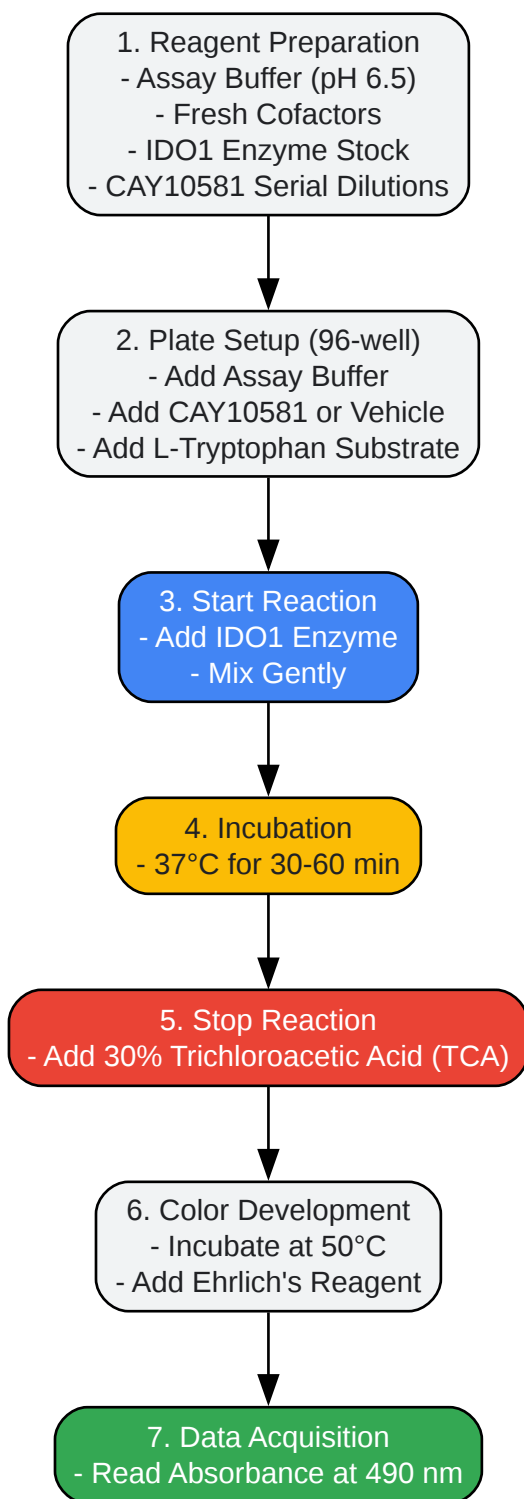 1. Reagent Preparation
- Assay Buffer (pH 6.5)
- Fresh Cofactors
- IDO1 Enzyme Stock
- CAY10581 Serial Dilutions
2. Plate Setup (96-well)
- Add Assay Buffer
- Add CAY10581 or Vehicle
- Add L-Tryptophan Substrate
3. Start Reaction
- Add IDO1 Enzyme
- Mix Gently
4. Incubation
- 37°C for 30-60 min
5. Stop Reaction
- Add 30% Trichloroacetic Acid (TCA)
6. Color Development
- Incubate at 50°C
- Add Ehrlich's Reagent
7. Data Acquisition
- Read Absorbance at 490 nm